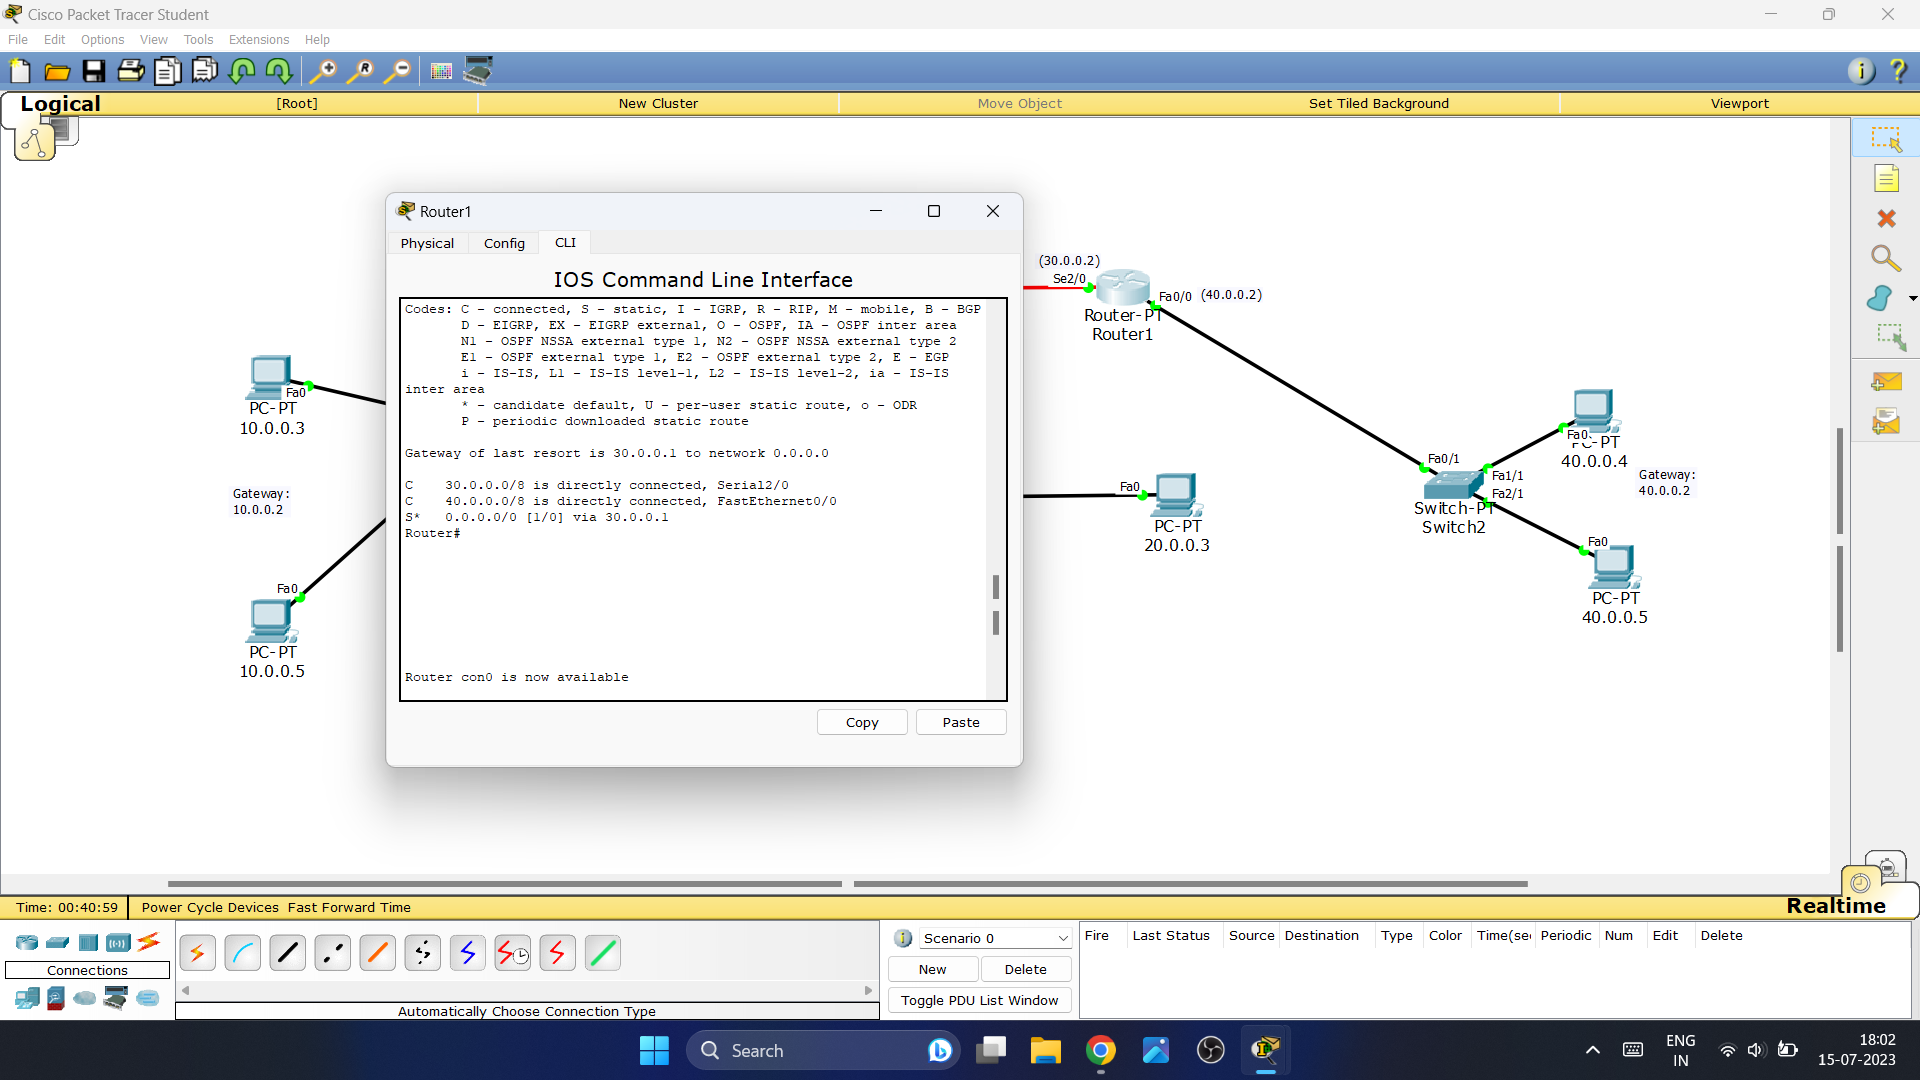 Cisco Packet Tracer Student
File Edit Options View Tools Extensions Help
Logical [Root] New Cluster Move Object Set Tiled Background Viewport
Router1
Physical Config CLI
IOS Command Line Interface
Codes: C - connected, S - static, I - IGRP, R - RIP, M - mobile, B - BGP
D - EIGRP, EX - EIGRP external, O - OSPF, IA - OSPF inter area
N1 - OSPF NSSA external type 1, N2 - OSPF NSSA external type 2
E1 - OSPF external type 1, E2 - OSPF external type 2, E - EGP
i - IS-IS, L1 - IS-IS level-1, L2 - IS-IS level-2, ia - IS-IS
inter area
* - candidate default, U - per-user static route, o - ODR
P - periodic downloaded static route
Gateway of last resort is 30.0.0.1 to network 0.0.0.0
C 30.0.0.0/8 is directly connected, Serial2/0
C 40.0.0.0/8 is directly connected, FastEthernet0/0
S* 0.0.0.0/0 [1/0] via 30.0.0.1
Router#
Router con0 is now available
Copy Paste
Fa0
PC-PT
10.0.0.3
Gateway:
10.0.0.2
Fa0
PC-PT
10.0.0.5
(30.0.0.2)
Se2/0
Fa0/0 (40.0.0.2)
Router-PT
Router1
Fa0
PC-PT
20.0.0.3
Fa0/1
Fa1/1
Fa2/1
Switch-PT
Switch2
Fa0
PC-PT
40.0.0.4
Gateway:
40.0.0.2
Fa0
PC-PT
40.0.0.5
Time: 00:40:59 Power Cycle Devices Fast Forward Time
Realtime
Connections
Automatically Choose Connection Type
Scenario 0
New Delete
Toggle PDU List Window
Fire Last Status Source Destination Type Color Time(se Periodic Num Edit Delete
Search
ENG
IN
18:02
15-07-2023